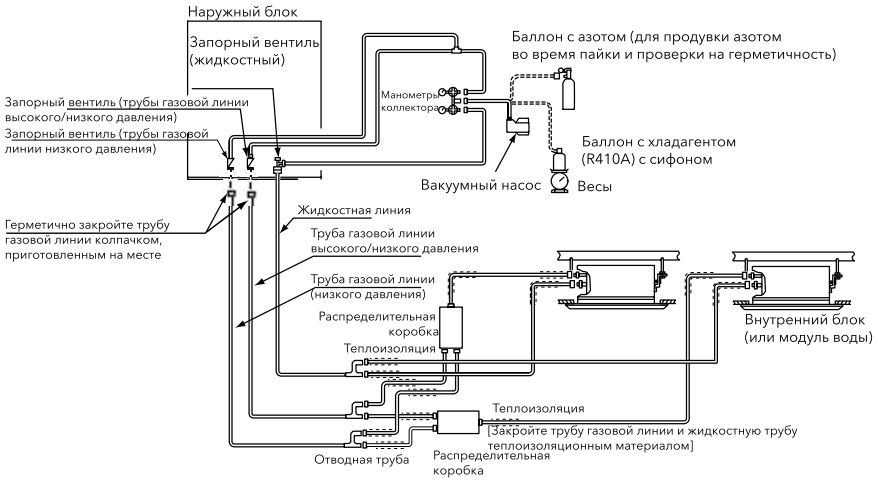 Наружный блок
Запорный вентиль
(жидкостный)
Баллон с азотом (для продувки азотом
во время пайки и проверки на герметичность)
Манометры
коллектора
Запорный вентиль (трубы газовой линии
высокого/низкого давления)
Запорный вентиль (трубы газовой
линии низкого давления)
Баллон с хладагентом
(R410A) с сифоном
Вакуумный насос
Весы
Герметично закройте трубу
газовой линии колпачком,
приготовленным на месте
Жидкостная линия
Труба газовой линии
высокого/низкого давления
Труба газовой линии
(низкого давления)
Распределительная
коробка
Теплоизоляция
Внутренний блок
(или модуль воды)
Теплоизоляция
[Закройте трубу газовой линии и жидкостную трубу
теплоизоляционным материалом]
Отводная труба
Распределительная
коробка